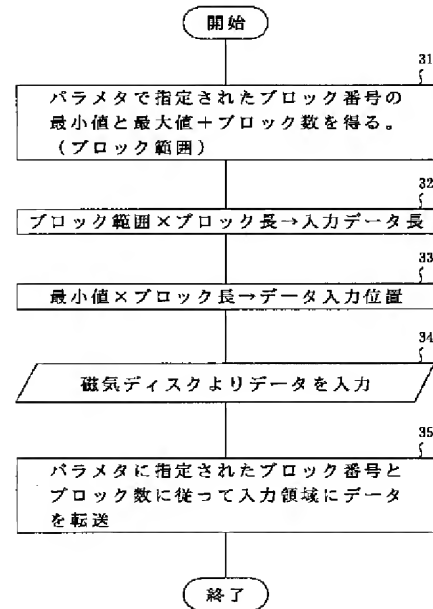 開始
31
パラメタで指定されたブロック番号の
最小値と最大値＋ブロック数を得る。
（ブロック範囲）
32
ブロック範囲×ブロック長→入力データ長
33
最小値×ブロック長→データ入力位置
34
磁気ディスクよりデータを入力
35
パラメタに指定されたブロック番号と
ブロック数に従って入力領域にデータ
を転送
終了